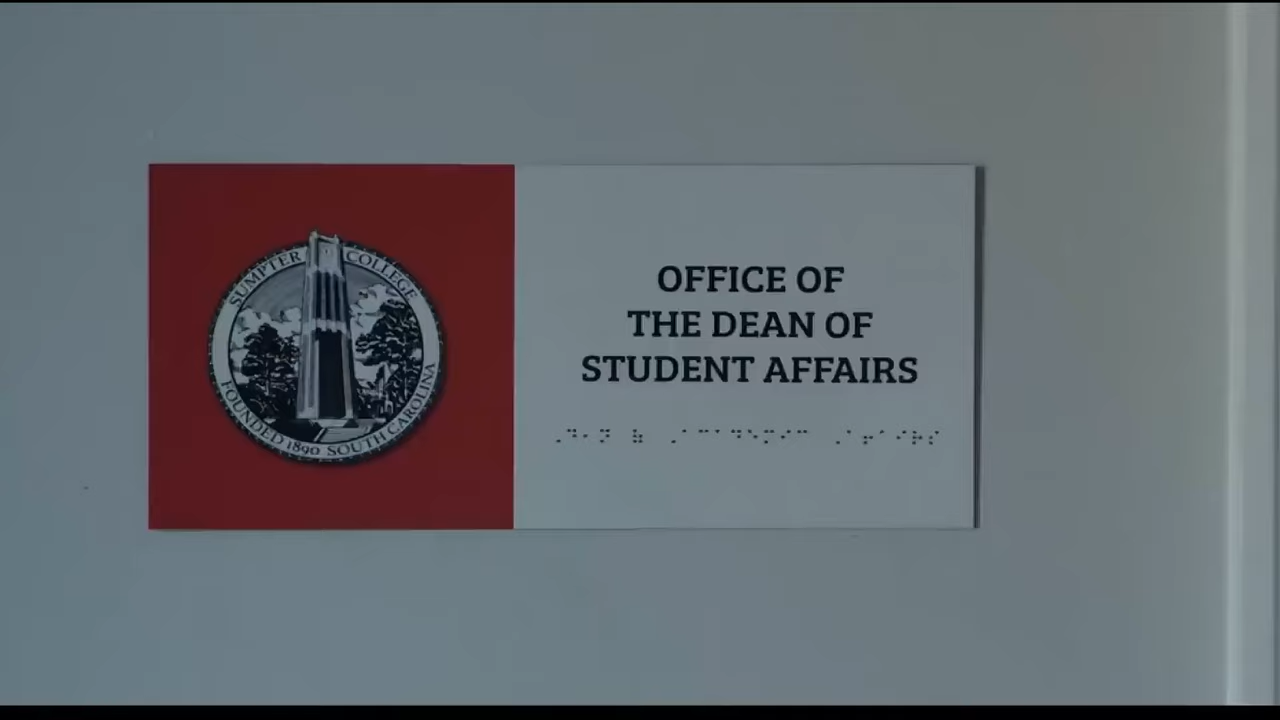 SUMPTER COLLEGE
FOUNDED 1890 SOUTH CAROLINA
OFFICE OF
THE DEAN OF
STUDENT AFFAIRS